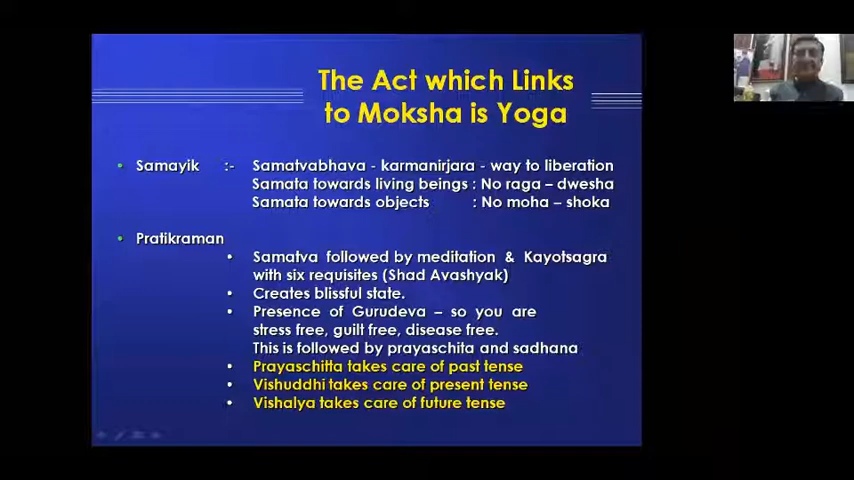 The Act which Links
to Moksha is Yoga
• Samayik :- Samatvabhava - karmanirjara - way to liberation
Samata towards living beings : No raga – dwesha
Samata towards objects : No moha – shoka
• Pratikraman
• Samatva followed by meditation & Kayotsagra
with six requisites (Shad Avashyak)
• Creates blissful state.
• Presence of Gurudeva – so you are
stress free, guilt free, disease free.
This is followed by prayaschita and sadhana
• Prayaschitta takes care of past tense
• Vishuddhi takes care of present tense
• Vishalya takes care of future tense